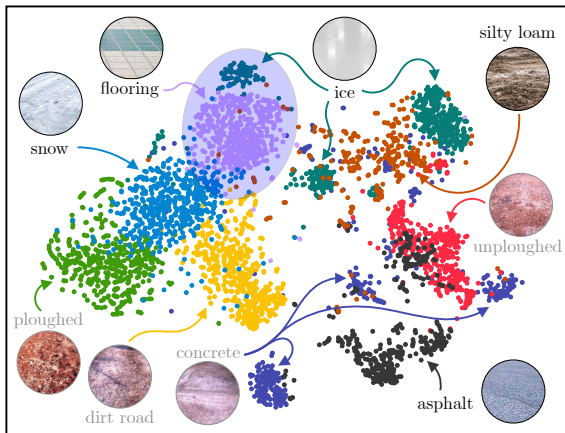 silty loam
flooring
ice
snow
unploughed
ploughed
concrete
dirt road
asphalt